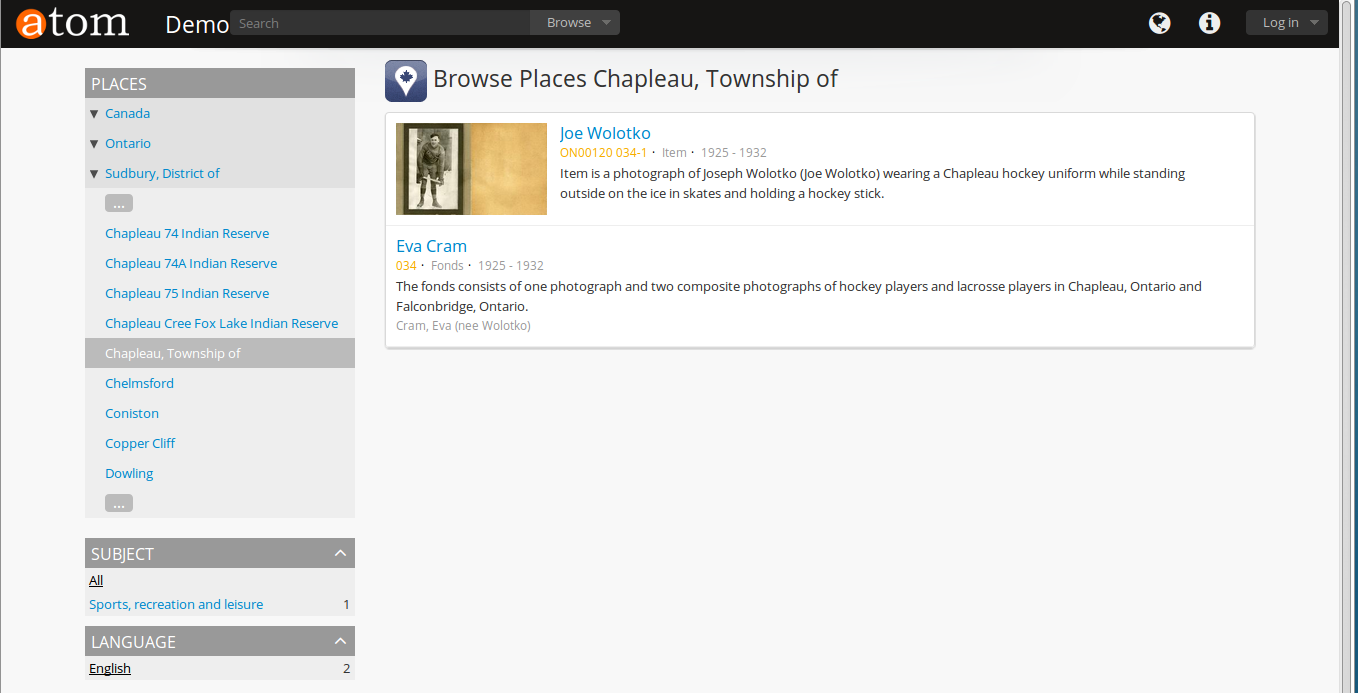 atom Demo Search Browse Log in
PLACES
Canada
Ontario
Sudbury, District of
...
Chapleau 74 Indian Reserve
Chapleau 74A Indian Reserve
Chapleau 75 Indian Reserve
Chapleau Cree Fox Lake Indian Reserve
Chapleau, Township of
Chelmsford
Coniston
Copper Cliff
Dowling
...
SUBJECT
All
Sports, recreation and leisure 1
LANGUAGE
English 2
Browse Places Chapleau, Township of
Joe Wolotko
ON00120 034-1 · Item · 1925 - 1932
Item is a photograph of Joseph Wolotko (Joe Wolotko) wearing a Chapleau hockey uniform while standing
outside on the ice in skates and holding a hockey stick.
Eva Cram
034 · Fonds · 1925 - 1932
The fonds consists of one photograph and two composite photographs of hockey players and lacrosse players in Chapleau, Ontario and
Falconbridge, Ontario.
Cram, Eva (nee Wolotko)